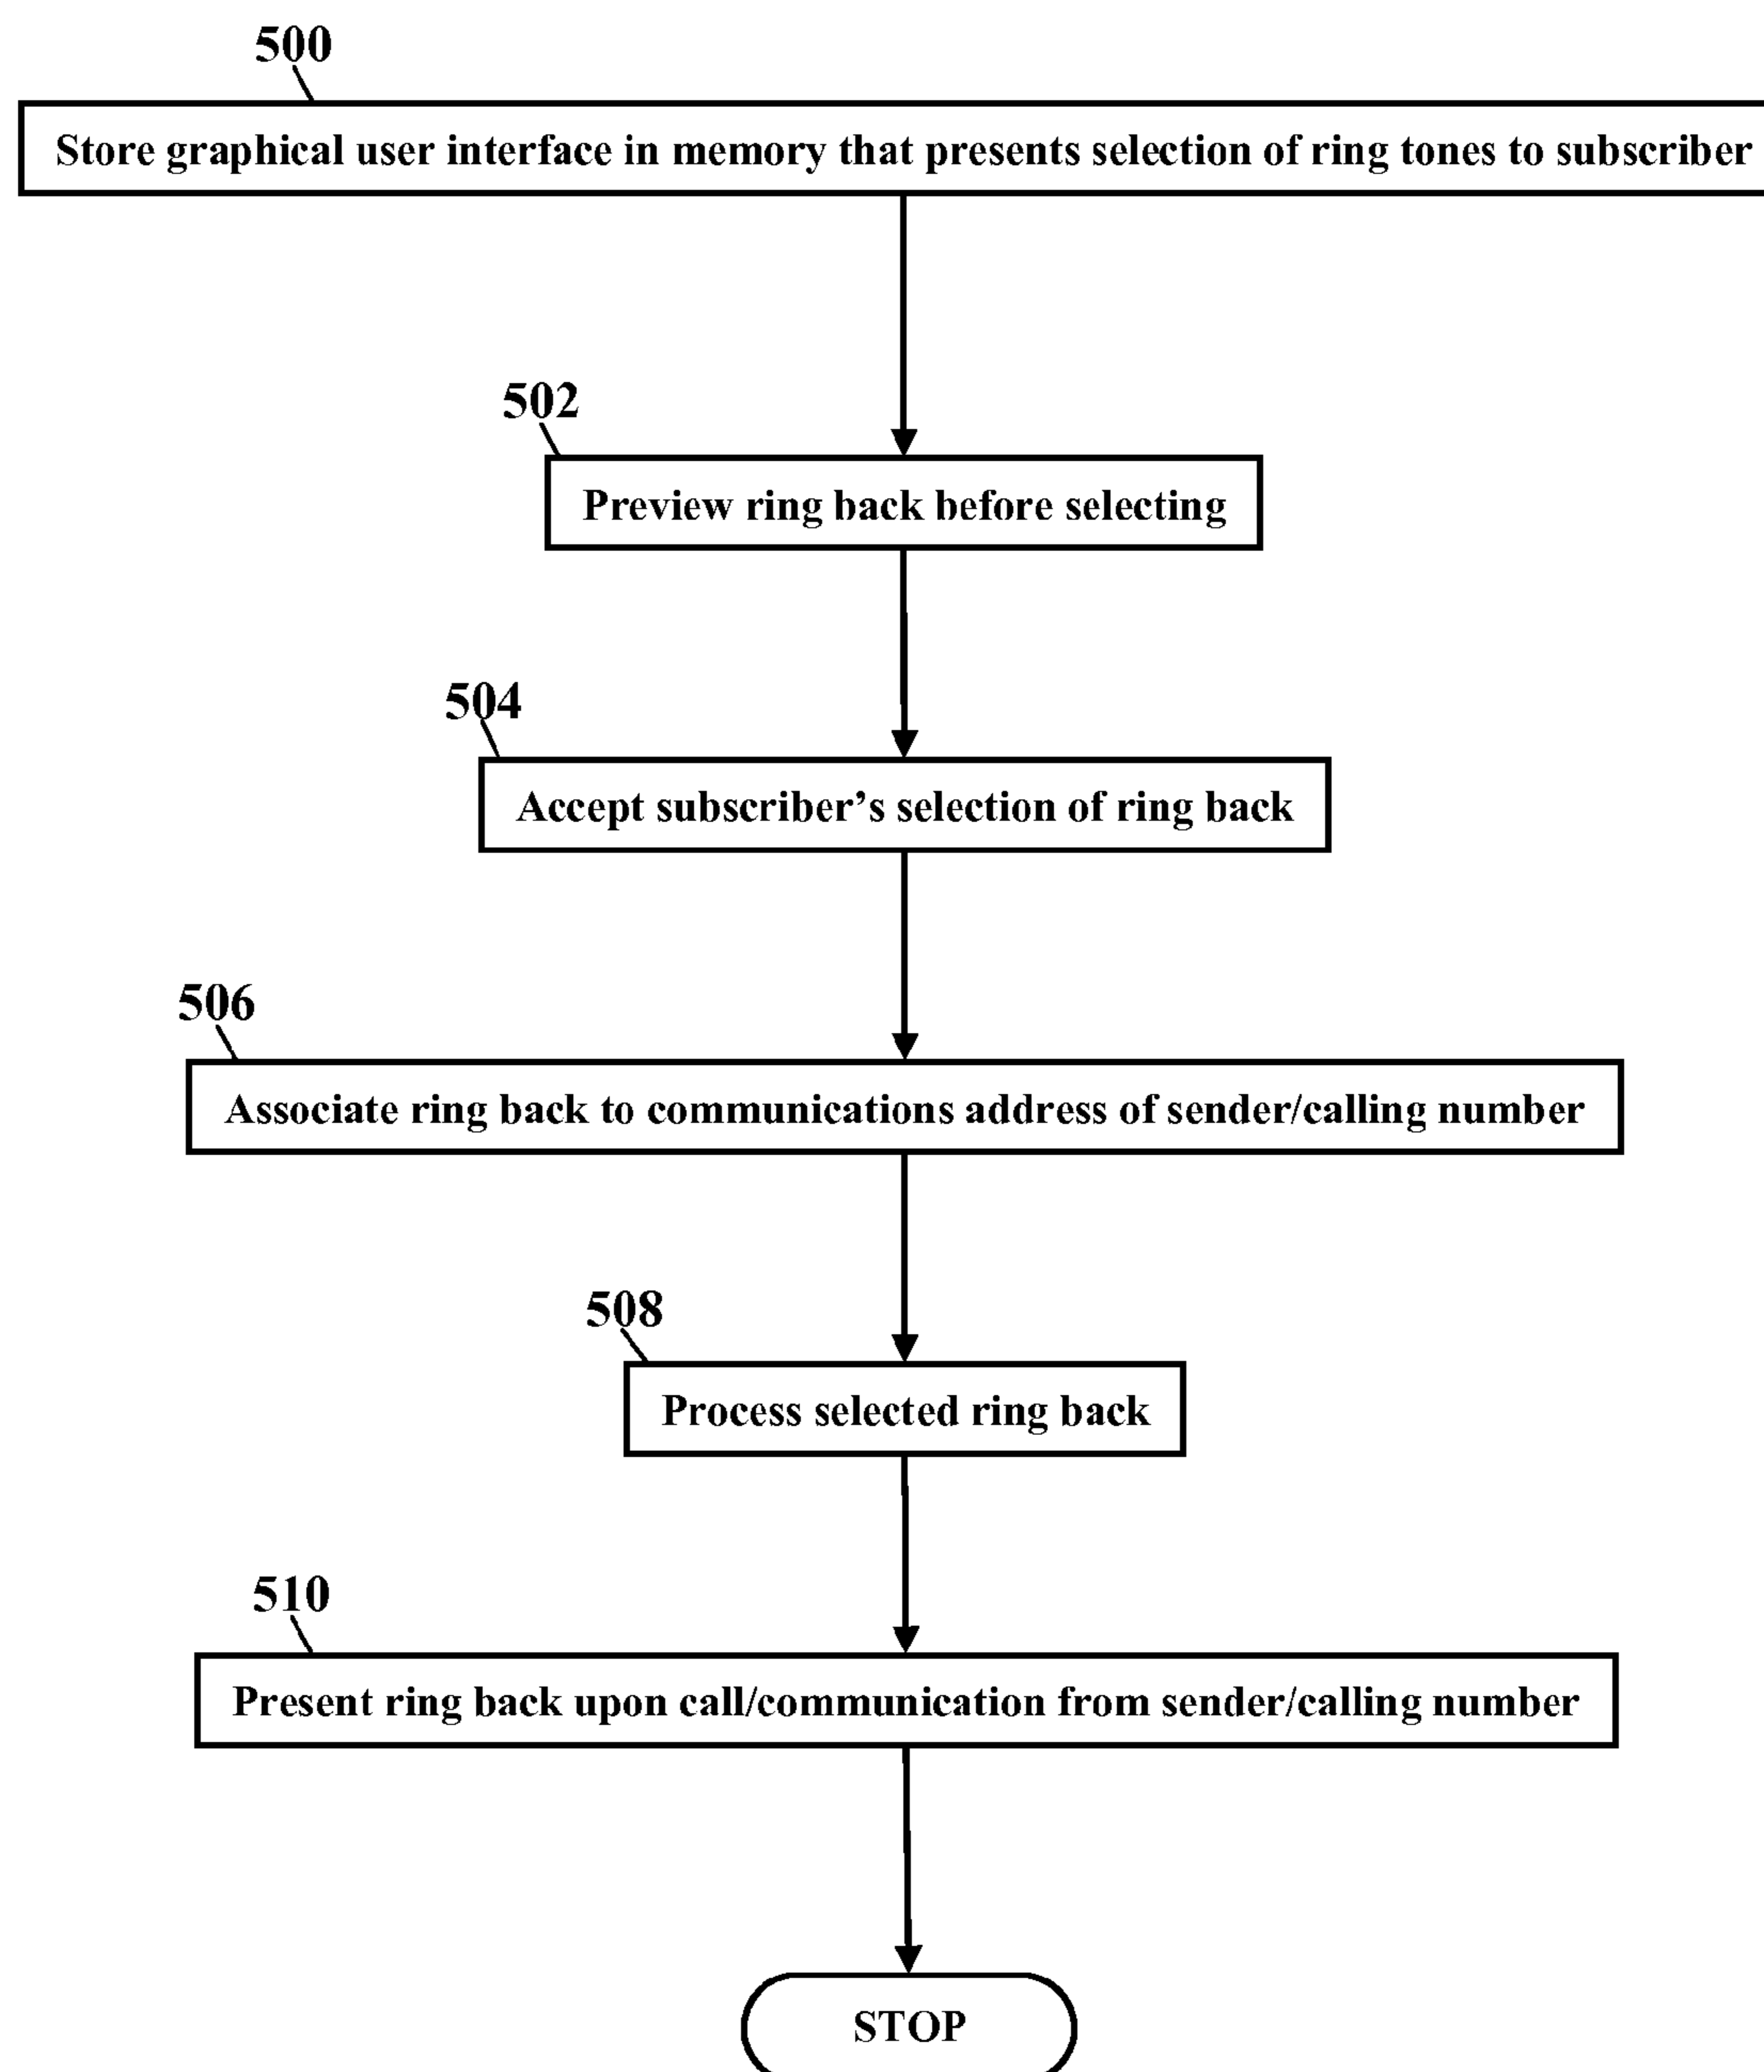 500
Store graphical user interface in memory that presents selection of ring tones to subscriber
502
Preview ring back before selecting
504
Accept subscriber’s selection of ring back
506
Associate ring back to communications address of sender/calling number
508
Process selected ring back
510
Present ring back upon call/communication from sender/calling number
STOP